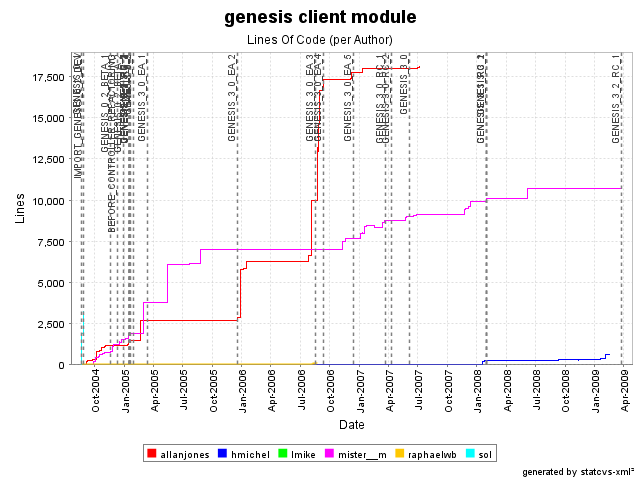 genesis client module
Lines Of Code (per Author)
Lines
17,500
15,000
12,500
10,000
7,500
5,000
2,500
0
GENESIS_3_0_EA_1
GENESIS_3_0_EA_2
GENESIS_3_0_EA_3
GENESIS_3_0_EA_4
GENESIS_3_0_EA_5
GENESIS_3_0
GENESIS_3_2_RC_1
Oct-2004
Jan-2005
Apr-2005
Jul-2005
Oct-2005
Jan-2006
Apr-2006
Jul-2006
Oct-2006
Jan-2007
Apr-2007
Jul-2007
Oct-2007
Jan-2008
Apr-2008
Jul-2008
Oct-2008
Jan-2009
Apr-2009
Date
allanjones
hmichel
lmike
mister__m
raphaelwb
sol
generated by statcvs-xml²